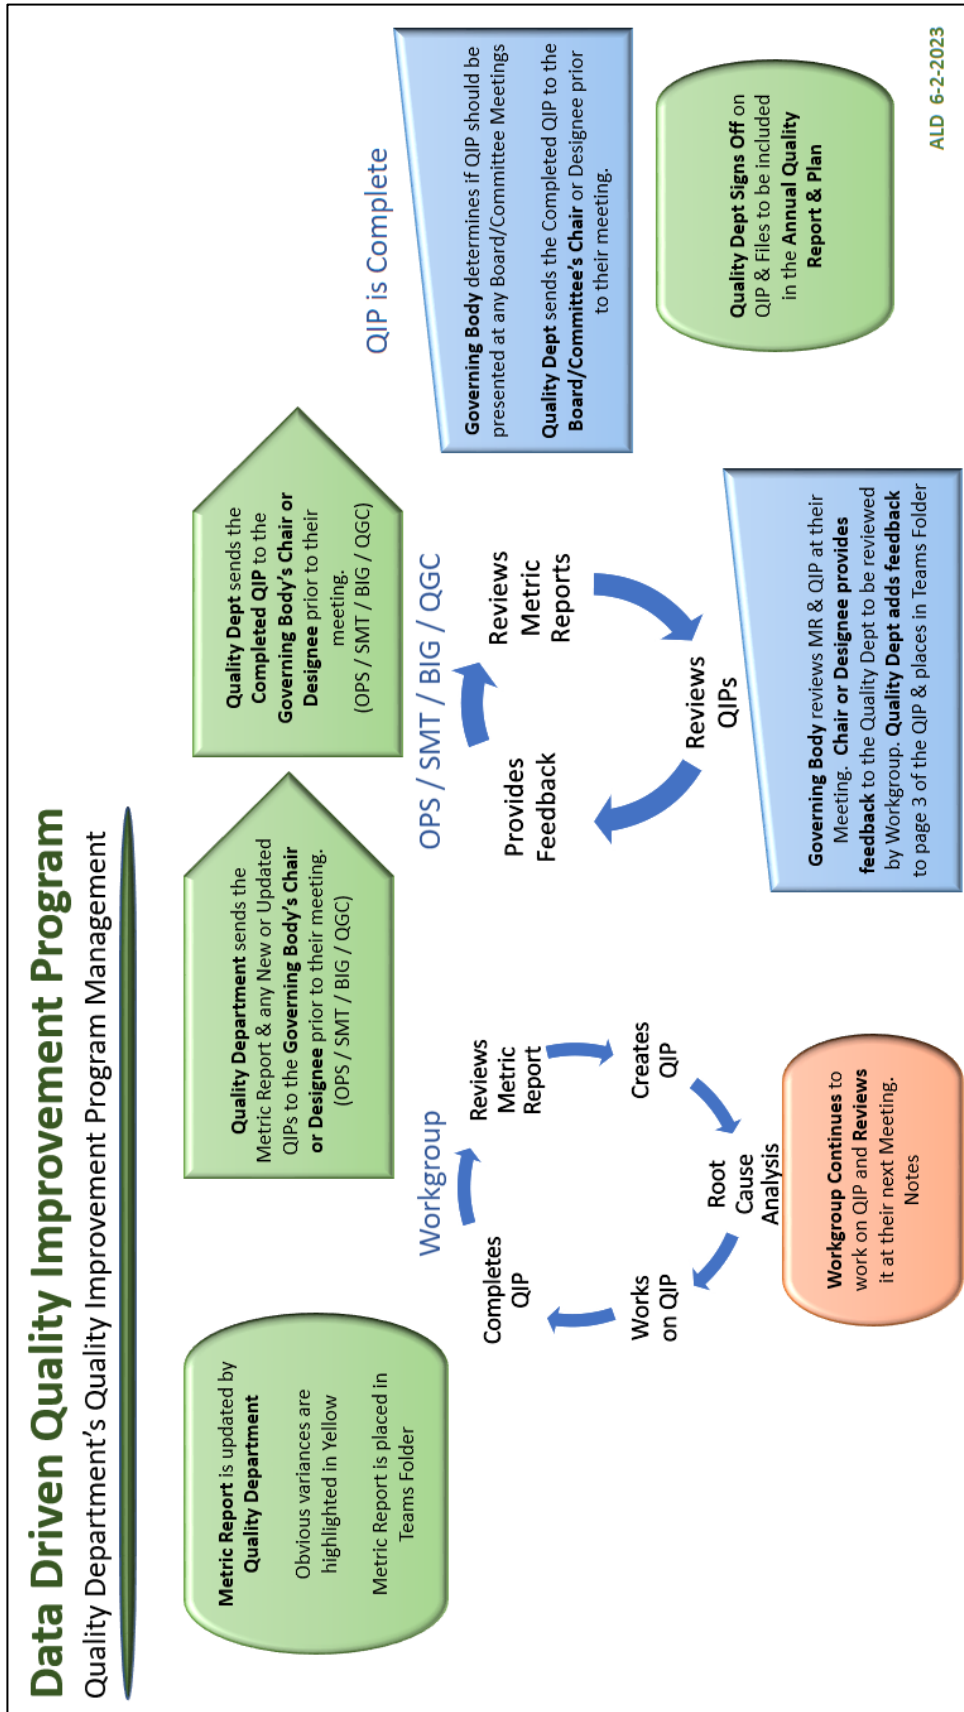 Data Driven Quality Improvement Program
Quality Department's Quality Improvement Program Management
Metric Report is updated by
Quality Department
Obvious variances are
highlighted in Yellow
Metric Report is placed in
Teams Folder
Quality Department sends the
Metric Report & any New or Updated
QIPs to the Governing Body's Chair
or Designee prior to their meeting.
(OPS / SMT / BIG / QGC)
Workgroup
Reviews
Metric
Report
Creates
QIP
Root
Cause
Analysis
Works
on QIP
Completes
QIP
Workgroup Continues to
work on QIP and Reviews
it at their next Meeting.
Notes
Quality Dept sends the
Completed QIP to the
Governing Body's Chair or
Designee prior to their
meeting.
(OPS / SMT / BIG / QGC)
OPS / SMT / BIG / QGC
Reviews
Metric
Reports
Reviews
QIPs
Provides
Feedback
Governing Body reviews MR & QIP at their
Meeting. Chair or Designee provides
feedback to the Quality Dept to be reviewed
by Workgroup. Quality Dept adds feedback
to page 3 of the QIP & places in Teams Folder
QIP is Complete
Governing Body determines if QIP should be
presented at any Board/Committee Meetings
Quality Dept sends the Completed QIP to the
Board/Committee's Chair or Designee prior
to their meeting.
Quality Dept Signs Off on
QIP & Files to be included
in the Annual Quality
Report & Plan
ALD 6-2-2023